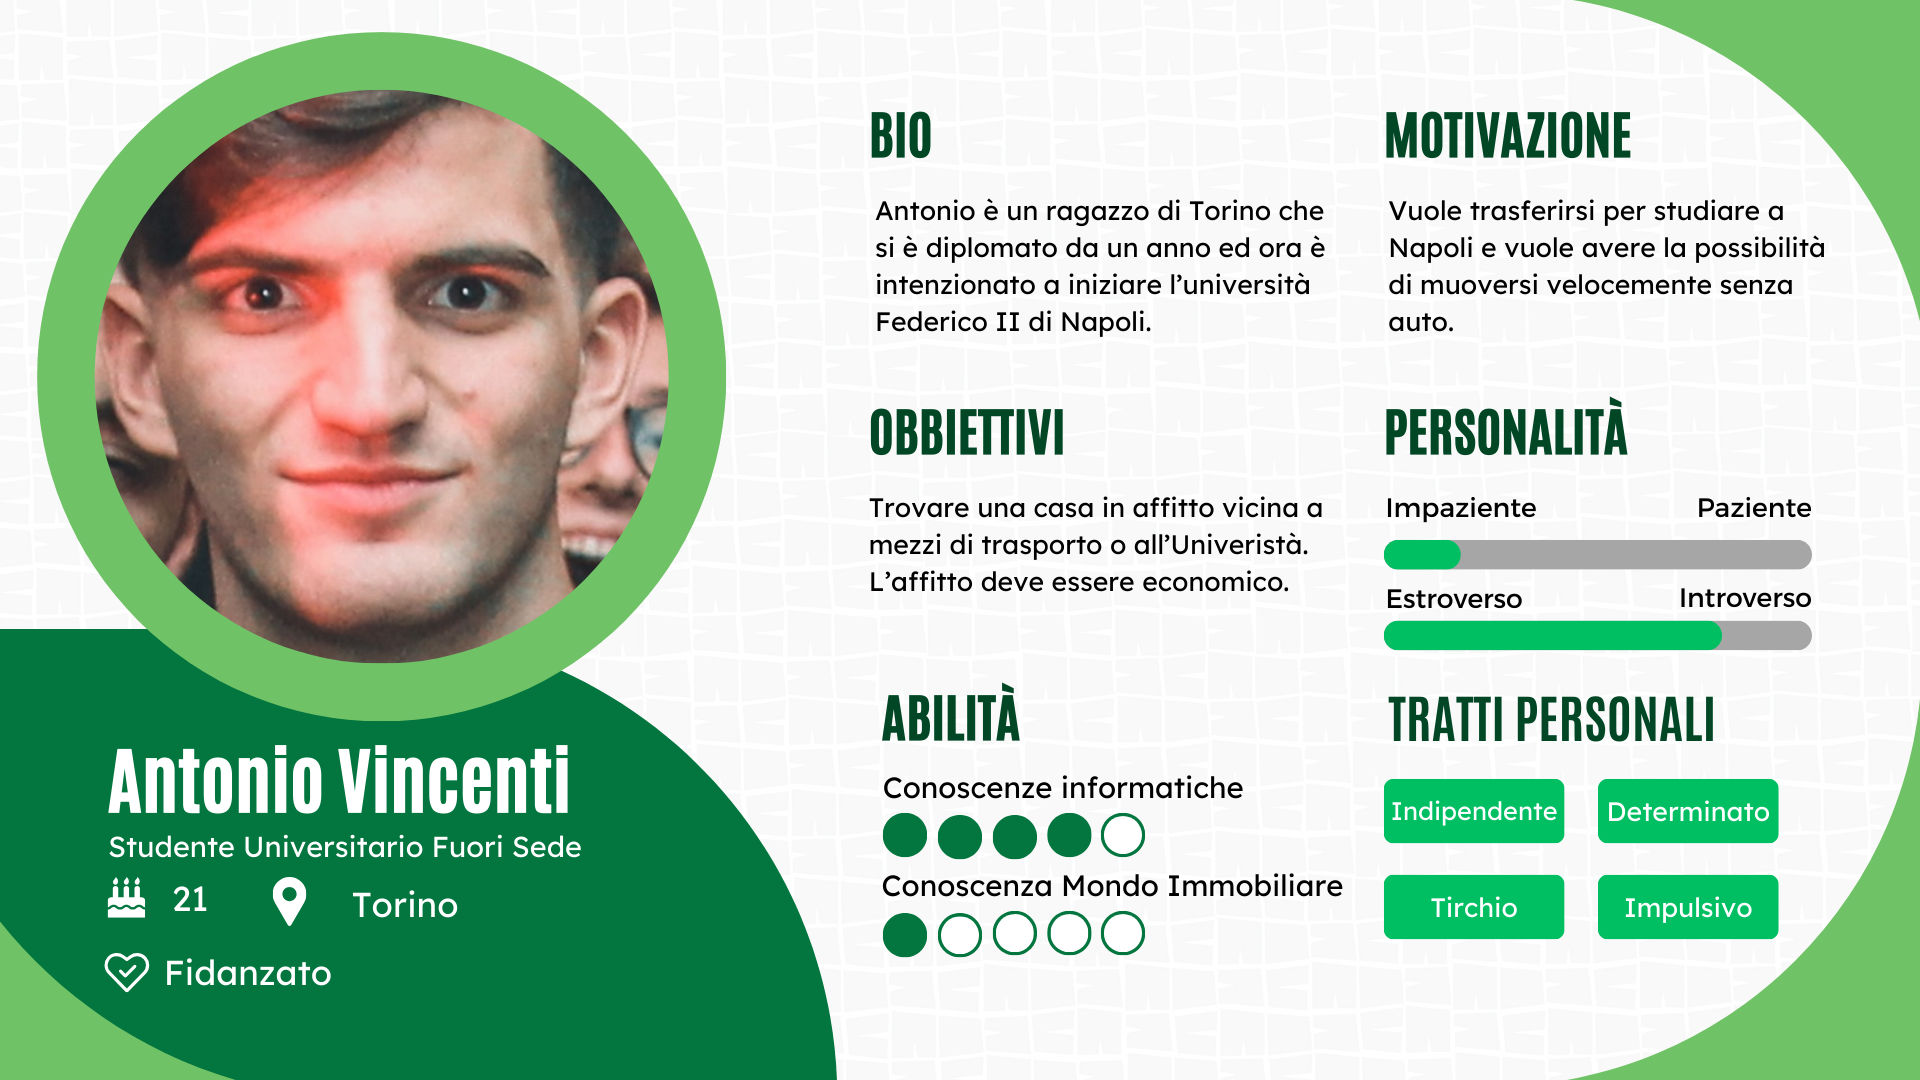 Antonio Vincenti
Studente Universitario Fuori Sede
21
Torino
Fidanzato
BIO
Antonio è un ragazzo di Torino che
si è diplomato da un anno ed ora è
intenzionato a iniziare l’università
Federico II di Napoli.
MOTIVAZIONE
Vuole trasferirsi per studiare a
Napoli e vuole avere la possibilità
di muoversi velocemente senza
auto.
OBBIETTIVI
Trovare una casa in affitto vicina a
mezzi di trasporto o all’Univeristà.
L’affitto deve essere economico.
PERSONALITÀ
Impaziente Paziente
Estroverso Introverso
ABILITÀ
Conoscenze informatiche
Conoscenza Mondo Immobiliare
TRATTI PERSONALI
Indipendente Determinato
Tirchio Impulsivo